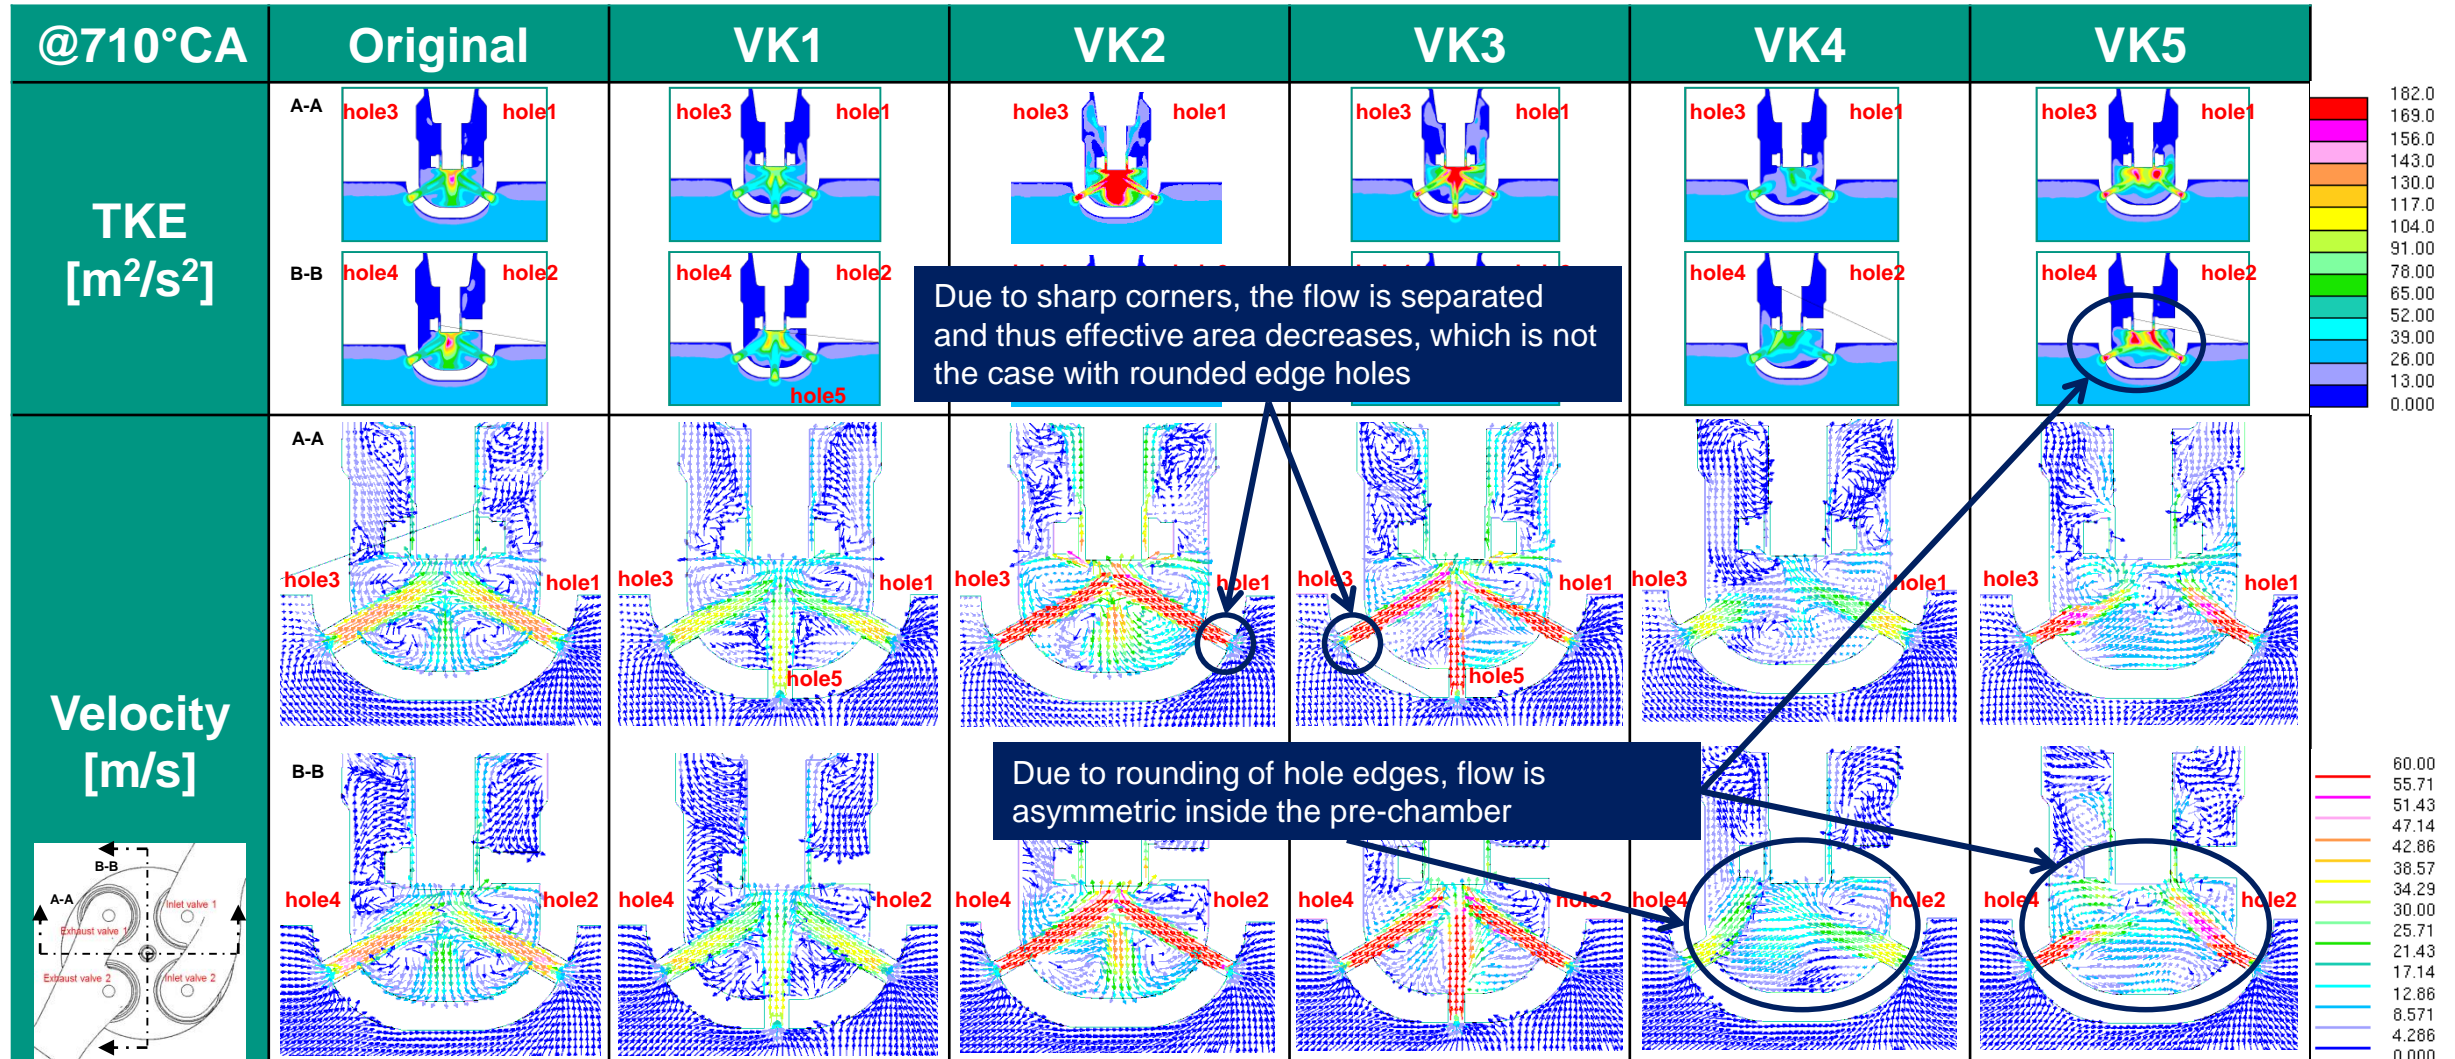 @710°CA Original VK1 VK2 VK3 VK4 VK5
TKE
[m²/s²]
A-A
hole3 hole1
hole3 hole1
hole3 hole1
hole3 hole1
hole3 hole1
hole3 hole1
B-B
hole4 hole2
hole4 hole2
hole5
hole4 hole2
hole4 hole2
182.0
169.0
156.0
143.0
130.0
117.0
104.0
91.00
78.00
65.00
52.00
39.00
26.00
13.00
0.000
Due to sharp corners, the flow is separated
and thus effective area decreases, which is not
the case with rounded edge holes
Velocity
[m/s]
A-A
hole3 hole1
hole3 hole1
hole5
hole3 hole1
hole3 hole1
hole5
hole3 hole1
hole3 hole1
B-B
Due to rounding of hole edges, flow is
asymmetric inside the pre-chamber
hole4 hole2
hole4 hole2
hole4 hole2
hole4 hole2
hole4 hole2
hole4 hole2
60.00
55.71
51.43
47.14
42.86
38.57
34.29
30.00
25.71
21.43
17.14
12.86
8.571
4.286
0.000
B-B
A-A
Inlet valve 1
Exhaust valve 1
Exhaust valve 2
Inlet valve 2